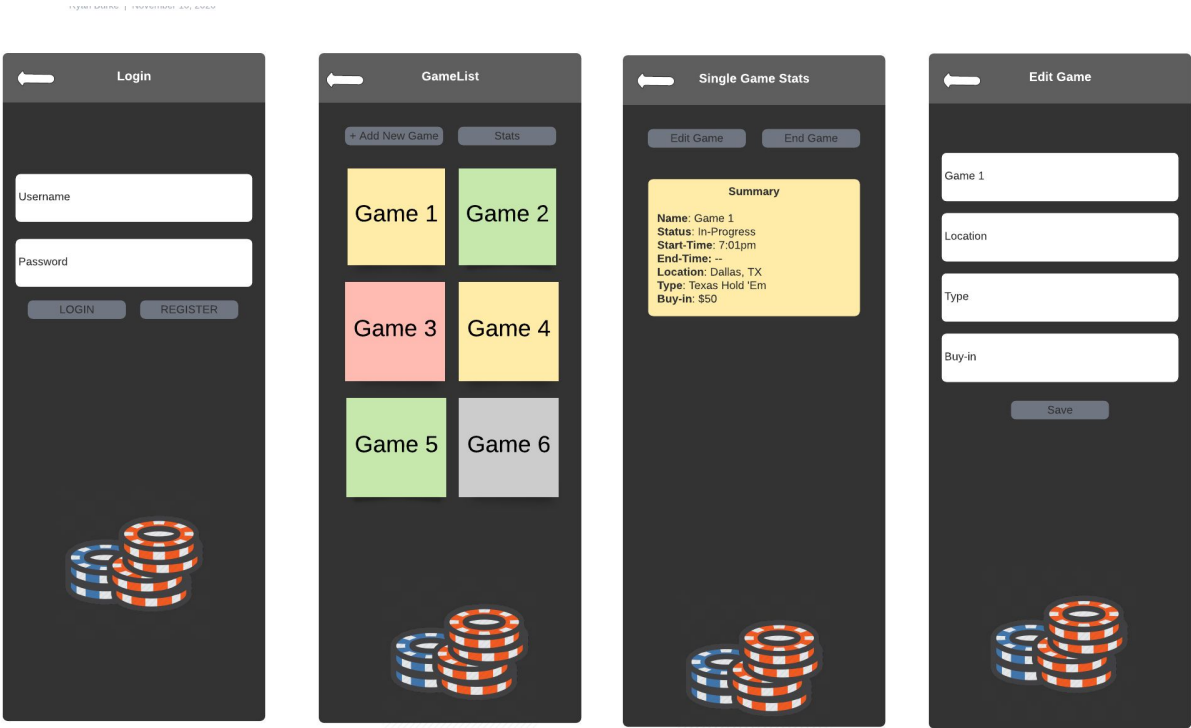 Login
Username
Password
LOGIN REGISTER
GameList
+ Add New Game Stats
Game 1 Game 2
Game 3 Game 4
Game 5 Game 6
Single Game Stats
Edit Game End Game
Summary
Name: Game 1
Status: In-Progress
Start-Time: 7:01pm
End-Time: --
Location: Dallas, TX
Type: Texas Hold 'Em
Buy-in: $50
Edit Game
Game 1
Location
Type
Buy-in
Save